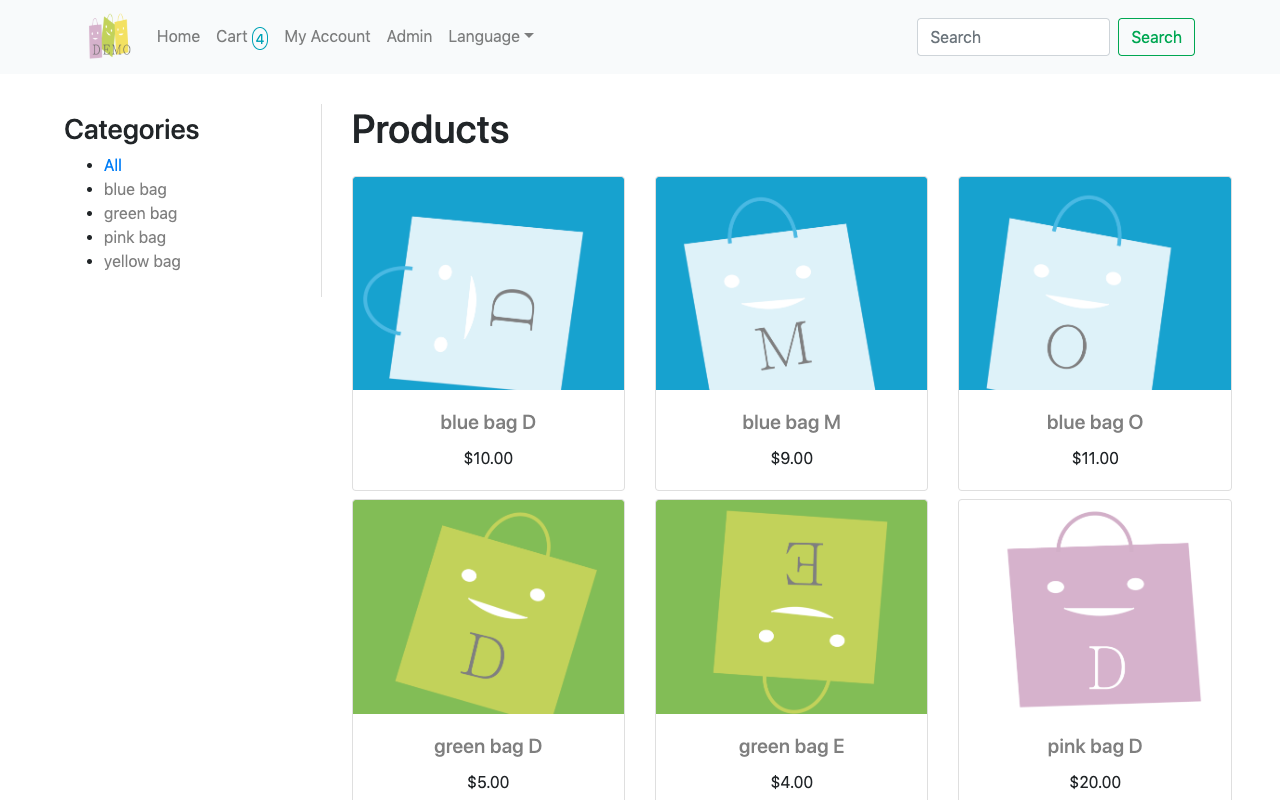 DEMO
Home Cart 4 My Account Admin Language Search Search
Categories
All
blue bag
green bag
pink bag
yellow bag
Products
D
M
O
blue bag D
blue bag M
blue bag O
$10.00
$9.00
$11.00
D
E
D
green bag D
green bag E
pink bag D
$5.00
$4.00
$20.00